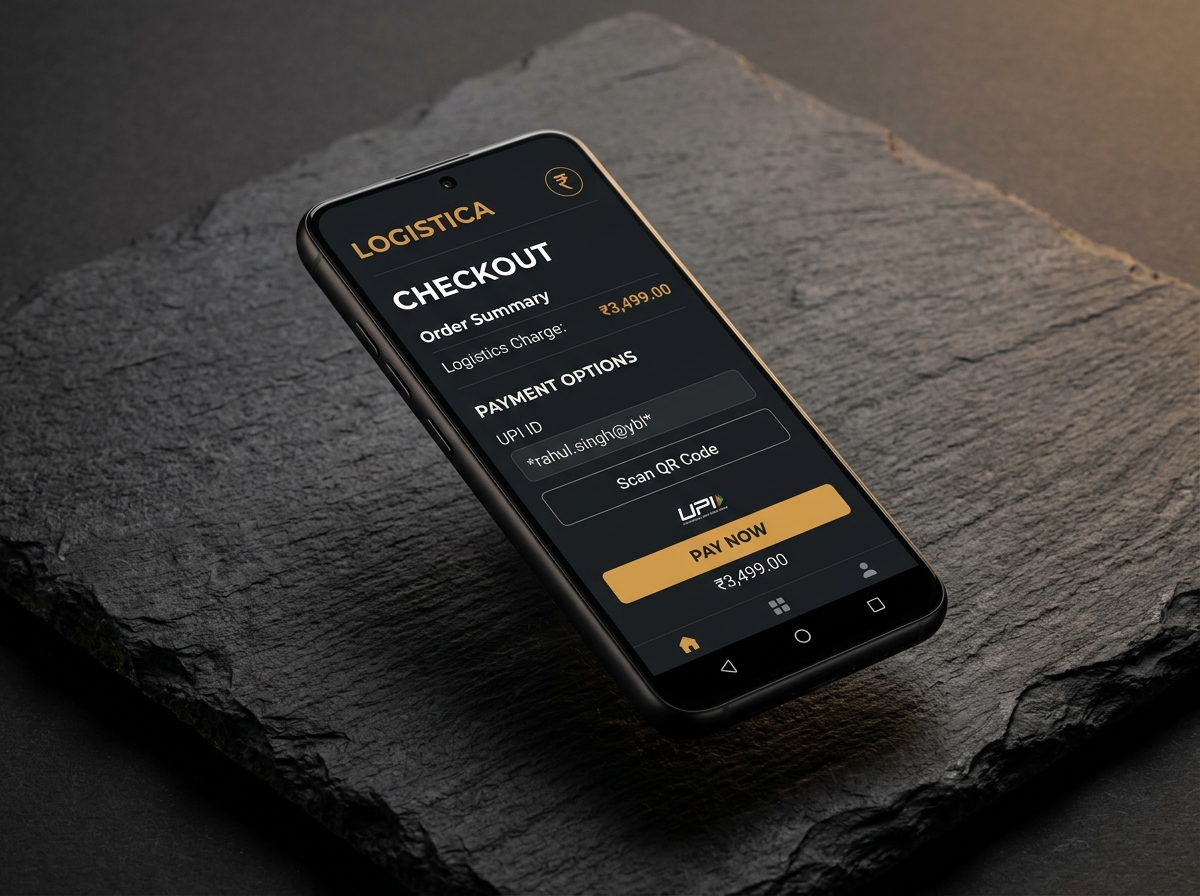 ₹
LOGISTICA
CHECKOUT
Order Summary
Logistics Charge: ₹3,499.00
PAYMENT OPTIONS
UPI ID
*rahul.singh@ybl*
Scan QR Code
UPI
PAY NOW
₹3,499.00